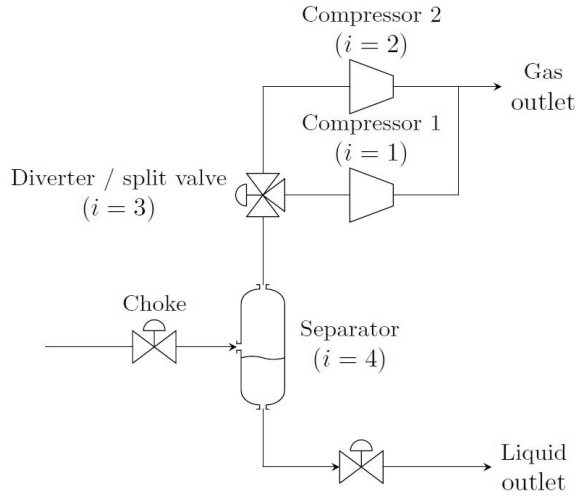 Compressor 2
(i = 2)
Gas
outlet
Compressor 1
(i = 1)
Diverter / split valve
(i = 3)
Choke
Separator
(i = 4)
Liquid
outlet